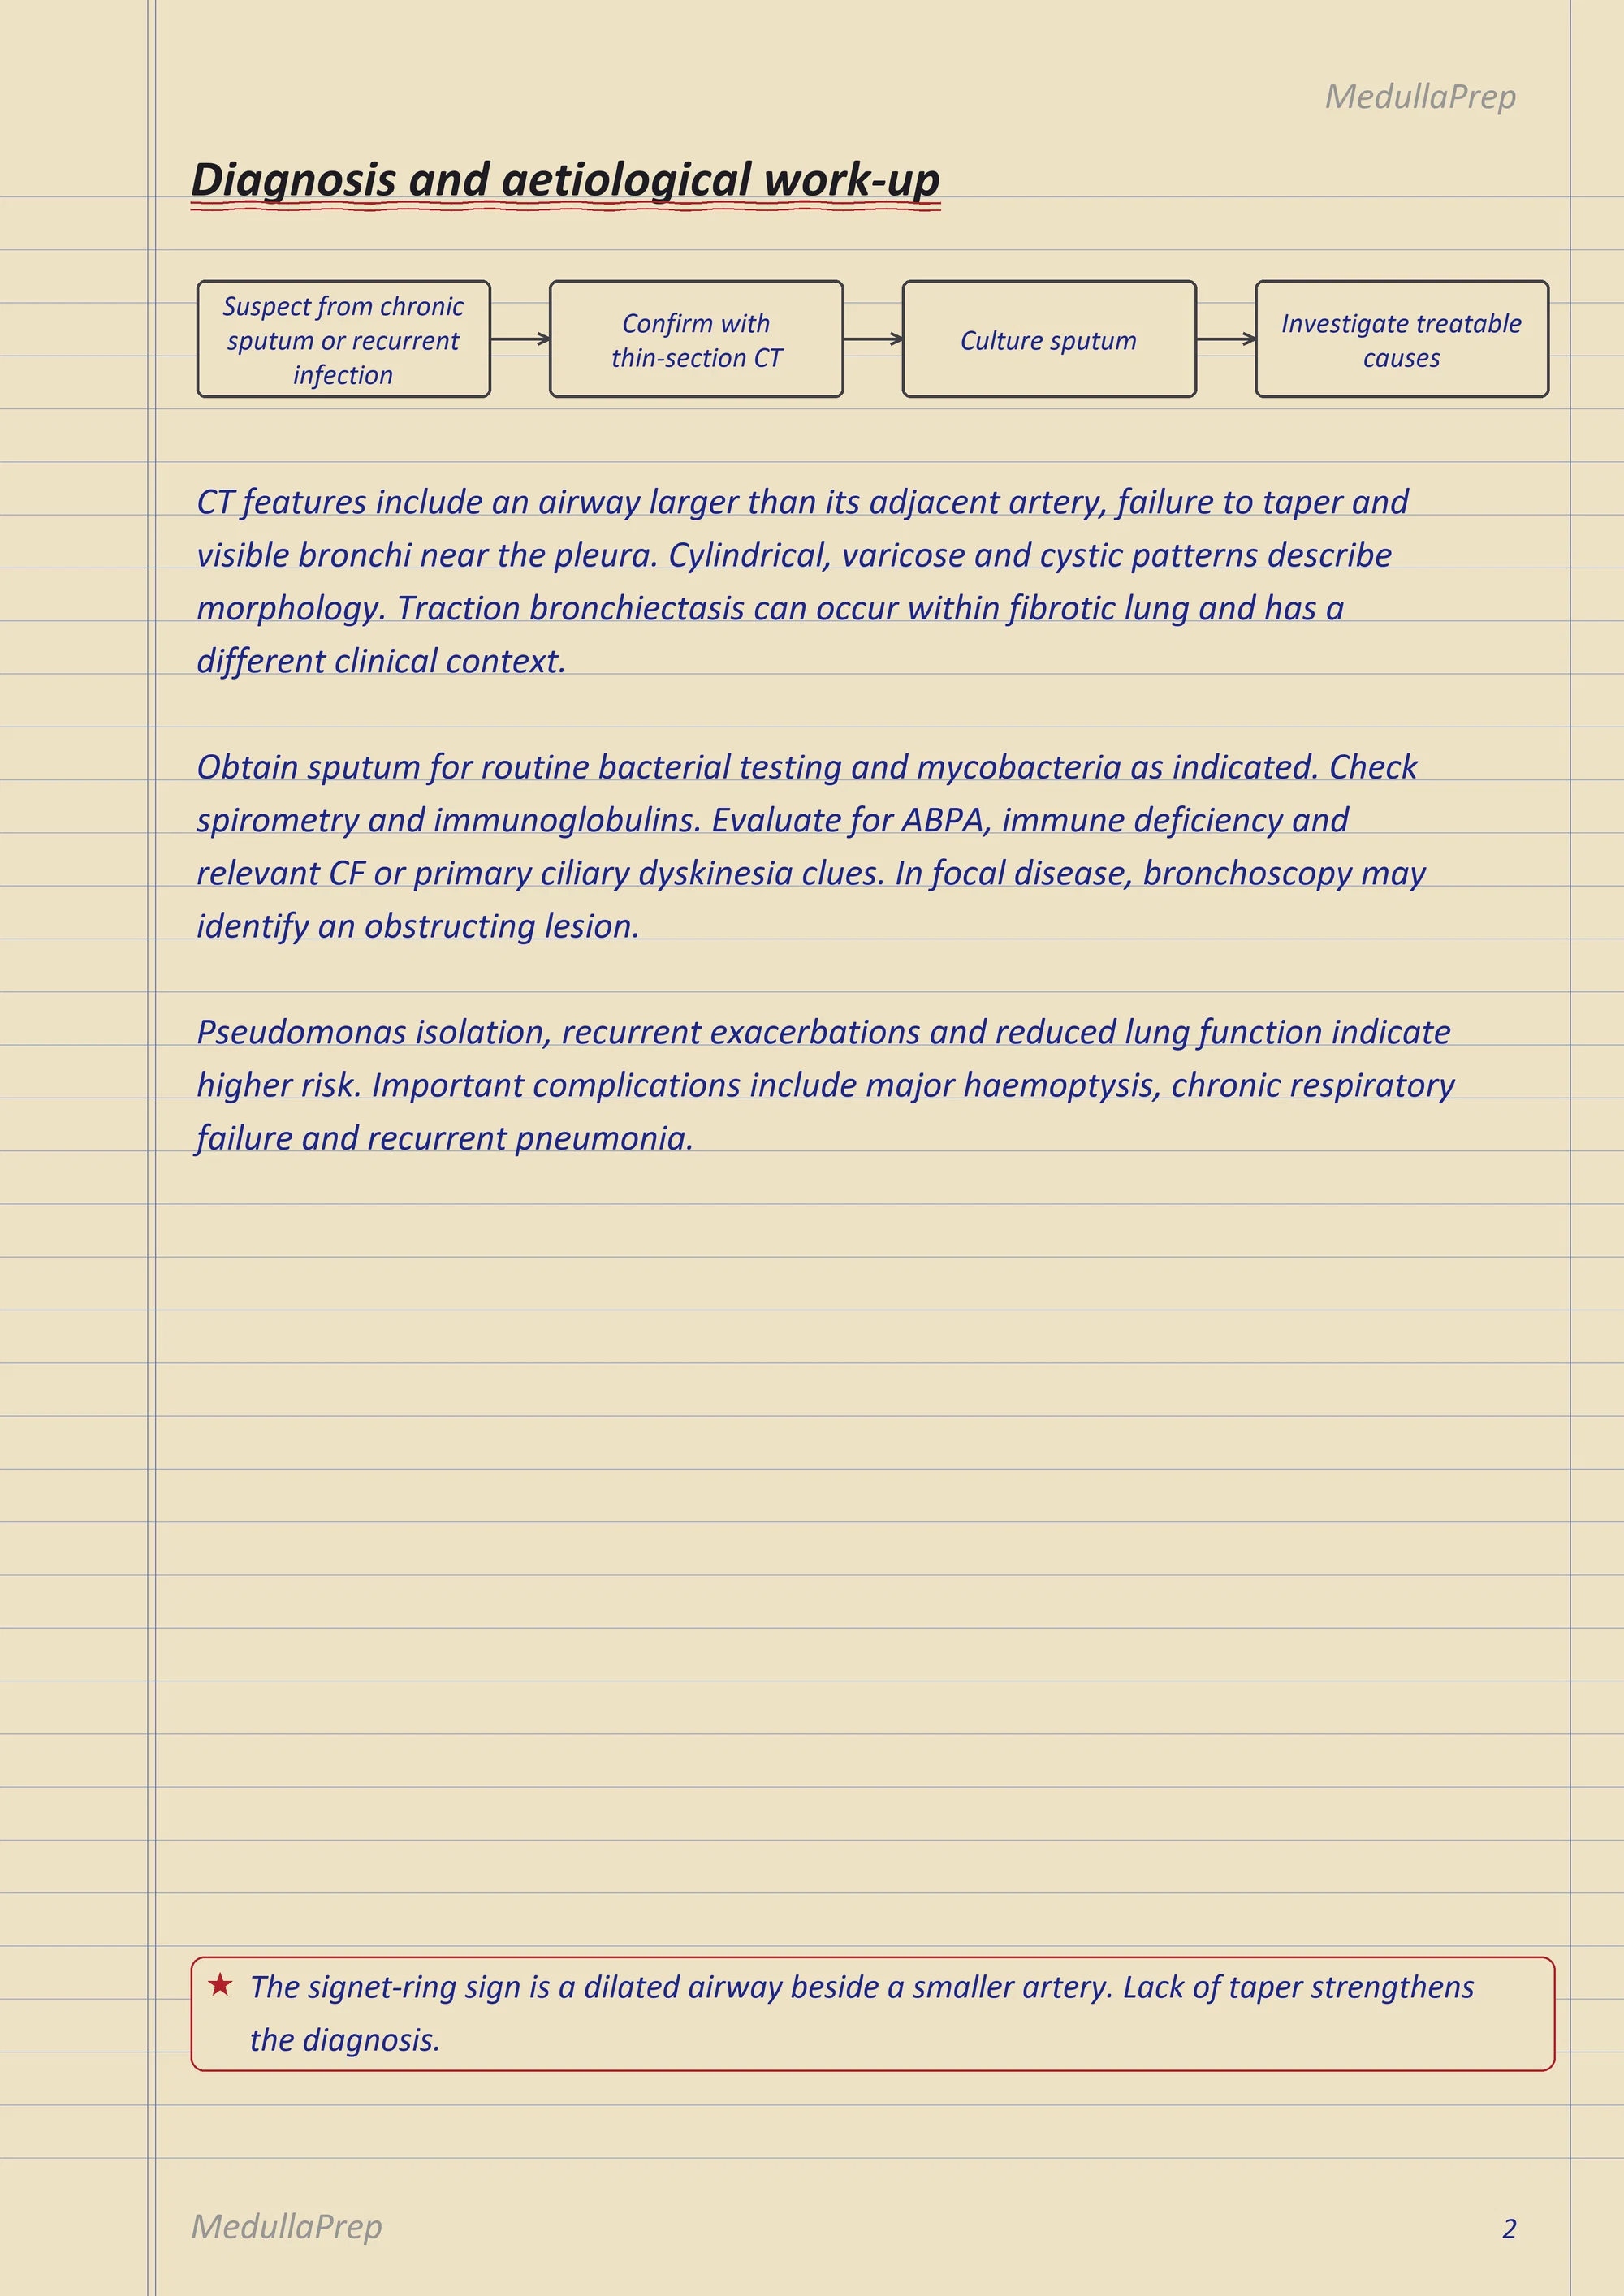 MedullaPrep
Diagnosis and aetiological work-up
Suspect from chronic
sputum or recurrent
infection
Confirm with
thin-section CT
Culture sputum
Investigate treatable
causes
CT features include an airway larger than its adjacent artery, failure to taper and
visible bronchi near the pleura. Cylindrical, varicose and cystic patterns describe
morphology. Traction bronchiectasis can occur within fibrotic lung and has a
different clinical context.
Obtain sputum for routine bacterial testing and mycobacteria as indicated. Check
spirometry and immunoglobulins. Evaluate for ABPA, immune deficiency and
relevant CF or primary ciliary dyskinesia clues. In focal disease, bronchoscopy may
identify an obstructing lesion.
Pseudomonas isolation, recurrent exacerbations and reduced lung function indicate
higher risk. Important complications include major haemoptysis, chronic respiratory
failure and recurrent pneumonia.
★ The signet-ring sign is a dilated airway beside a smaller artery. Lack of taper strengthens
the diagnosis.
MedullaPrep
2